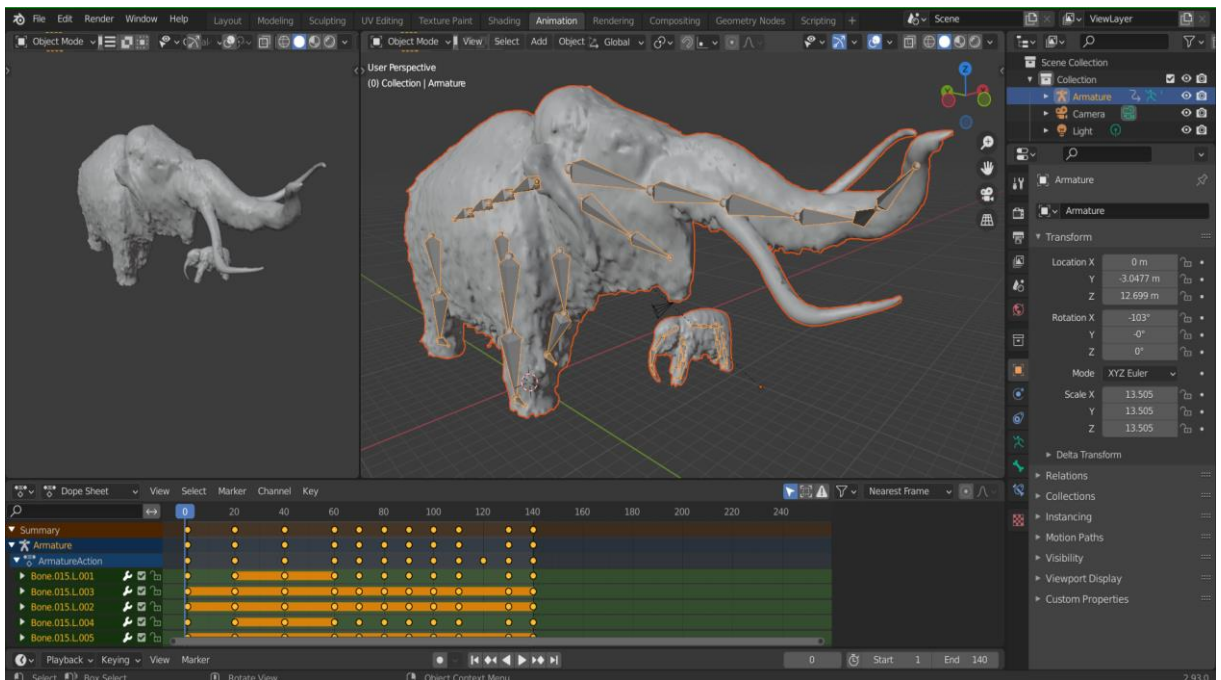 File Edit Render Window Help Layout Modeling Sculpting UV Editing Texture Paint Shading Animation Rendering Compositing Geometry Nodes Scripting + Scene ViewLayer
Object Mode
Object Mode View Select Add Object Global
User Perspective
(0) Collection | Armature
Z
Scene Collection
Collection
Armature
Camera
Light
Armature
Armature
Transform
Location X 0 m
Y -3.0477 m
Z 12.699 m
Rotation X -103°
Y -0°
Z 0°
Mode XYZ Euler
Scale X 13.505
Y 13.505
Z 13.505
Delta Transform
Relations
Collections
Instancing
Motion Paths
Visibility
Viewport Display
Custom Properties
Dope Sheet View Select Marker Channel Key Nearest Frame
0 20 40 60 80 100 120 140 160 180 200 220 240
Summary
Armature
ArmatureAction
Bone.015.L.001
Bone.015.L.003
Bone.015.L.002
Bone.015.L.004
Bone.015.L.005
Playback Keying View Marker 0 Start 1 End 140
Select Box Select Rotate View Object Context Menu 2.93.0